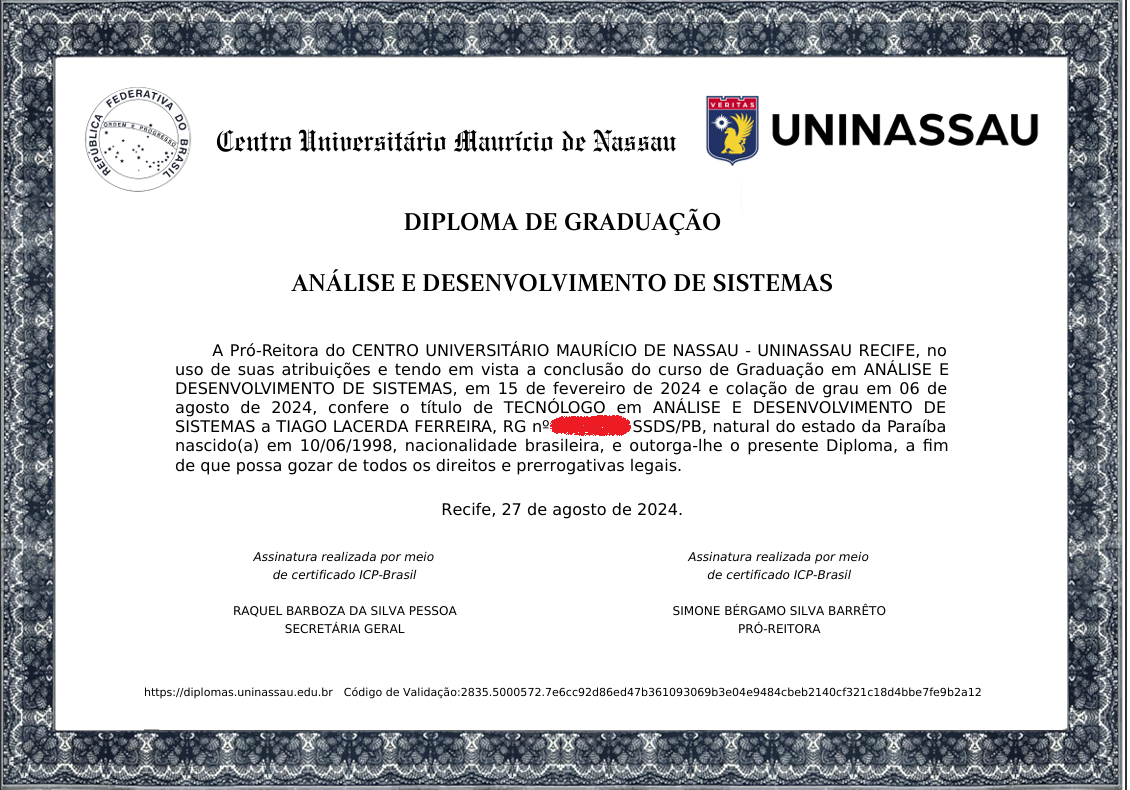 REPÚBLICA FEDERATIVA DO BRASIL
ORDEM E PROGRESSO
Centro Universitário Maurício de Nassau
VERITAS
UNINASSAU
DIPLOMA DE GRADUAÇÃO
ANÁLISE E DESENVOLVIMENTO DE SISTEMAS
A Pró-Reitora do CENTRO UNIVERSITÁRIO MAURÍCIO DE NASSAU - UNINASSAU RECIFE, no
uso de suas atribuições e tendo em vista a conclusão do curso de Graduação em ANÁLISE E
DESENVOLVIMENTO DE SISTEMAS, em 15 de fevereiro de 2024 e colação de grau em 06 de
agosto de 2024, confere o título de TECNÓLOGO em ANÁLISE E DESENVOLVIMENTO DE
SISTEMAS a TIAGO LACERDA FERREIRA, RG nº SSDS/PB, natural do estado da Paraíba
nascido(a) em 10/06/1998, nacionalidade brasileira, e outorga-lhe o presente Diploma, a fim
de que possa gozar de todos os direitos e prerrogativas legais.
Recife, 27 de agosto de 2024.
Assinatura realizada por meio
de certificado ICP-Brasil
RAQUEL BARBOZA DA SILVA PESSOA
SECRETÁRIA GERAL
Assinatura realizada por meio
de certificado ICP-Brasil
SIMONE BÉRGAMO SILVA BARRÊTO
PRÓ-REITORA
https://diplomas.uninassau.edu.br Código de Validação:2835.5000572.7e6cc92d86ed47b361093069b3e04e9484cbeb2140cf321c18d4bbe7fe9b2a12